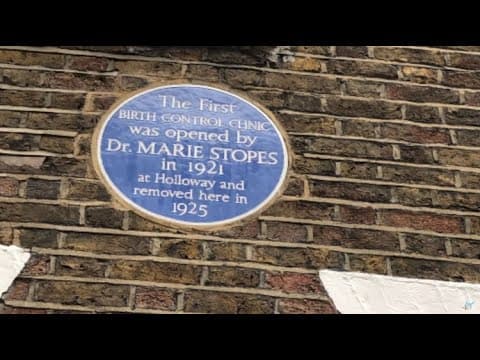 The First
BIRTH CONTROL CLINIC
was opened by
Dr. MARIE STOPES
in 1921
at Holloway and
removed here in
1925